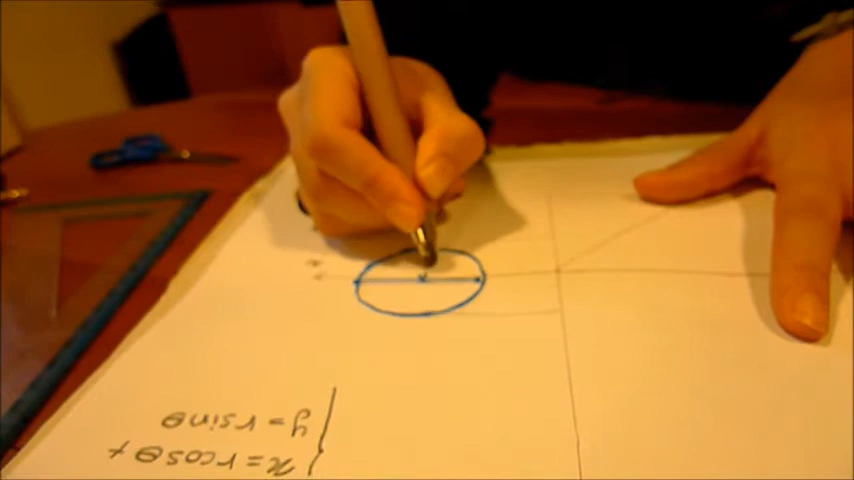 x = r cos θ +
y = r sin θ